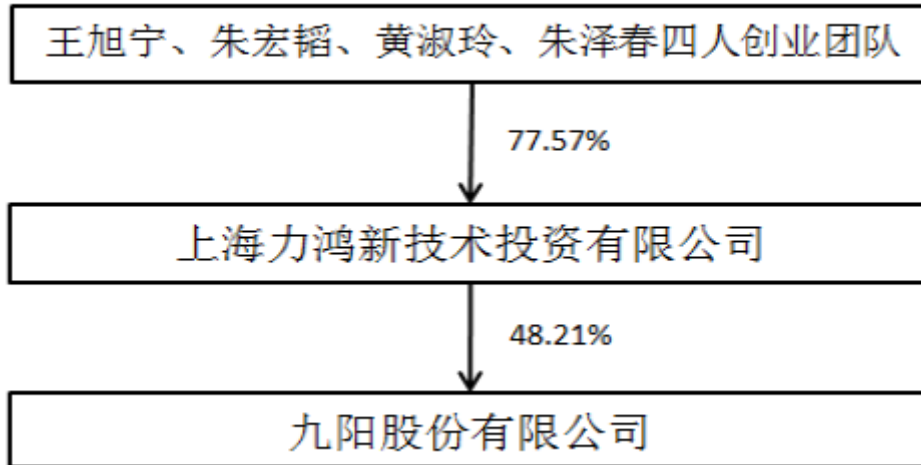 王旭宁、朱宏韬、黄淑玲、朱泽春四人创业团队
77.57%
上海力鸿新技术投资有限公司
48.21%
九阳股份有限公司